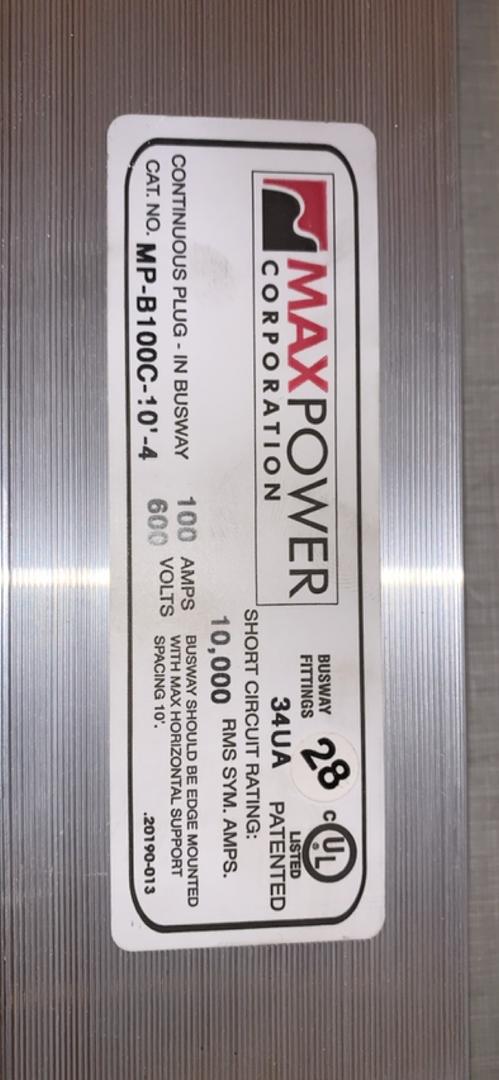 MAXPOWER
CORPORATION
BUSWAY
FITTINGS
28
c UL ®
LISTED
34UA PATENTED
SHORT CIRCUIT RATING:
10,000 RMS SYM. AMPS.
CONTINUOUS PLUG - IN BUSWAY 100 AMPS
CAT. NO. MP-B100C-10'-4 600 VOLTS
BUSWAY SHOULD BE EDGE MOUNTED
WITH MAX HORIZONTAL SUPPORT
SPACING 10'.
.20190-013